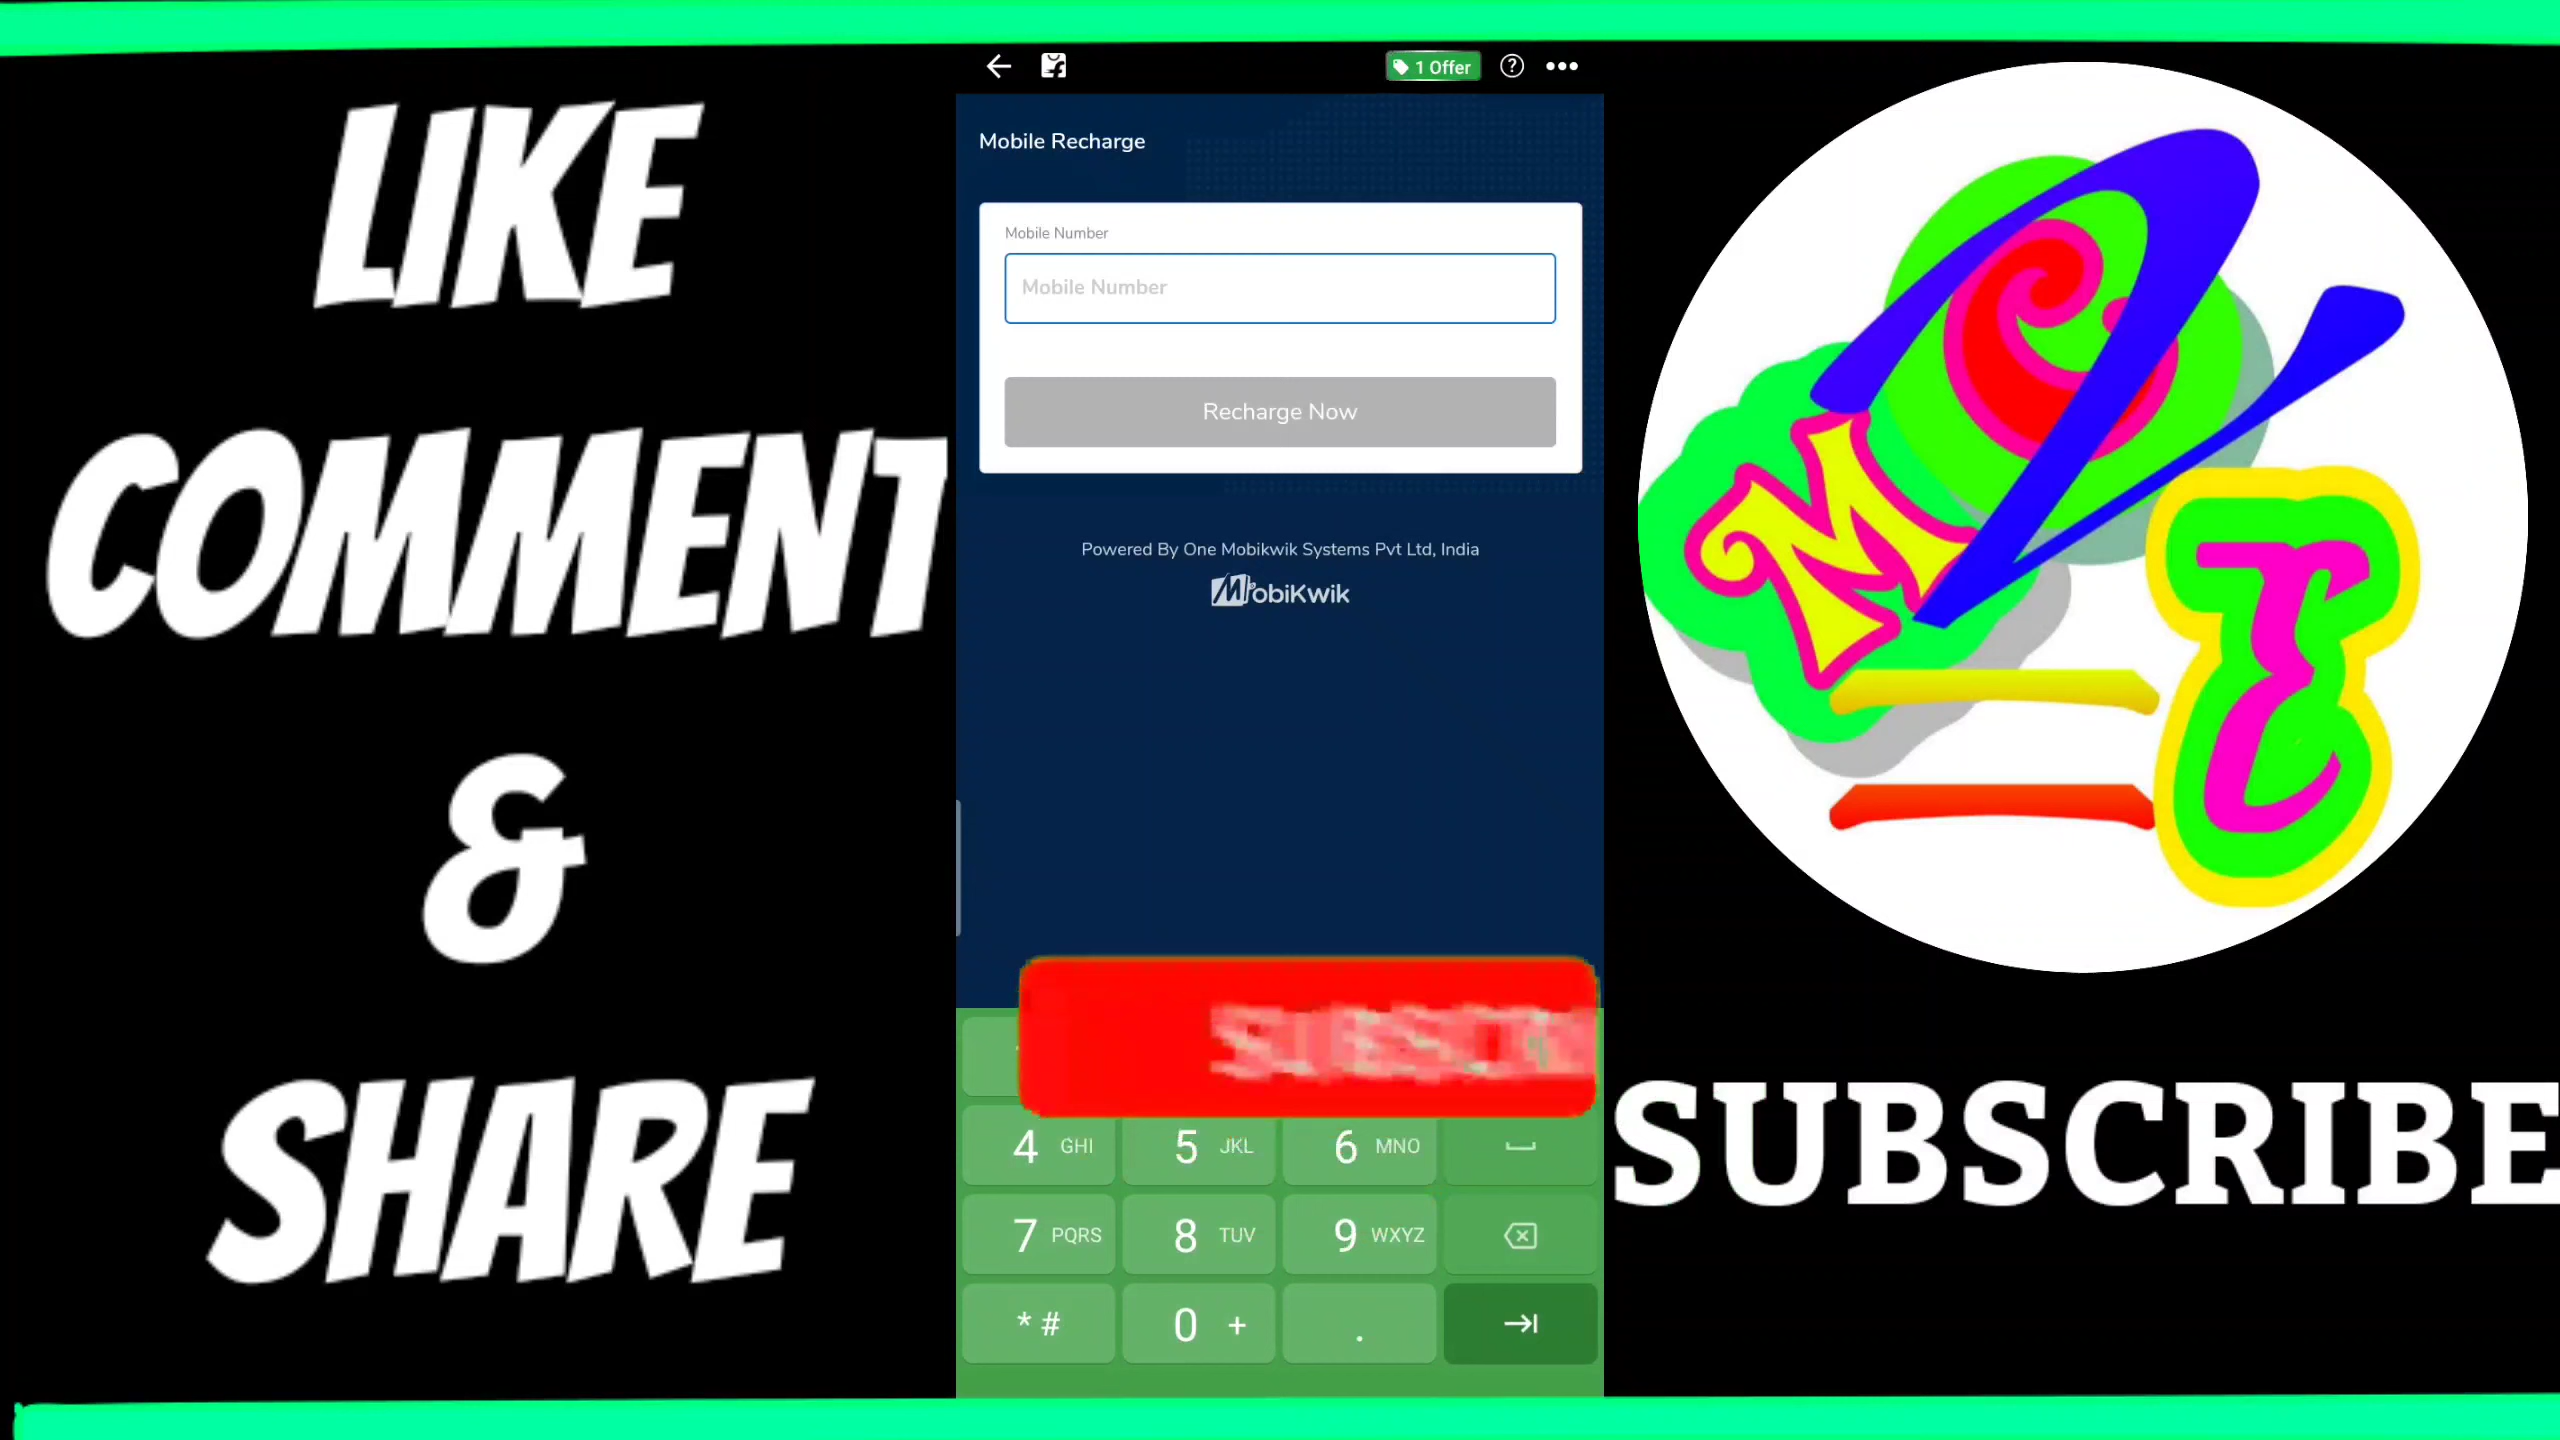 LIKE
COMMENT
&
SHARE
1 Offer
Mobile Recharge
Mobile Number
Mobile Number
Recharge Now
Powered By One Mobikwik Systems Pvt Ltd, India
MobiKwik
4 GHI 5 JKL 6 MNO
7 PQRS 8 TUV 9 WXYZ
* # 0 + .
SUBSCRIBE